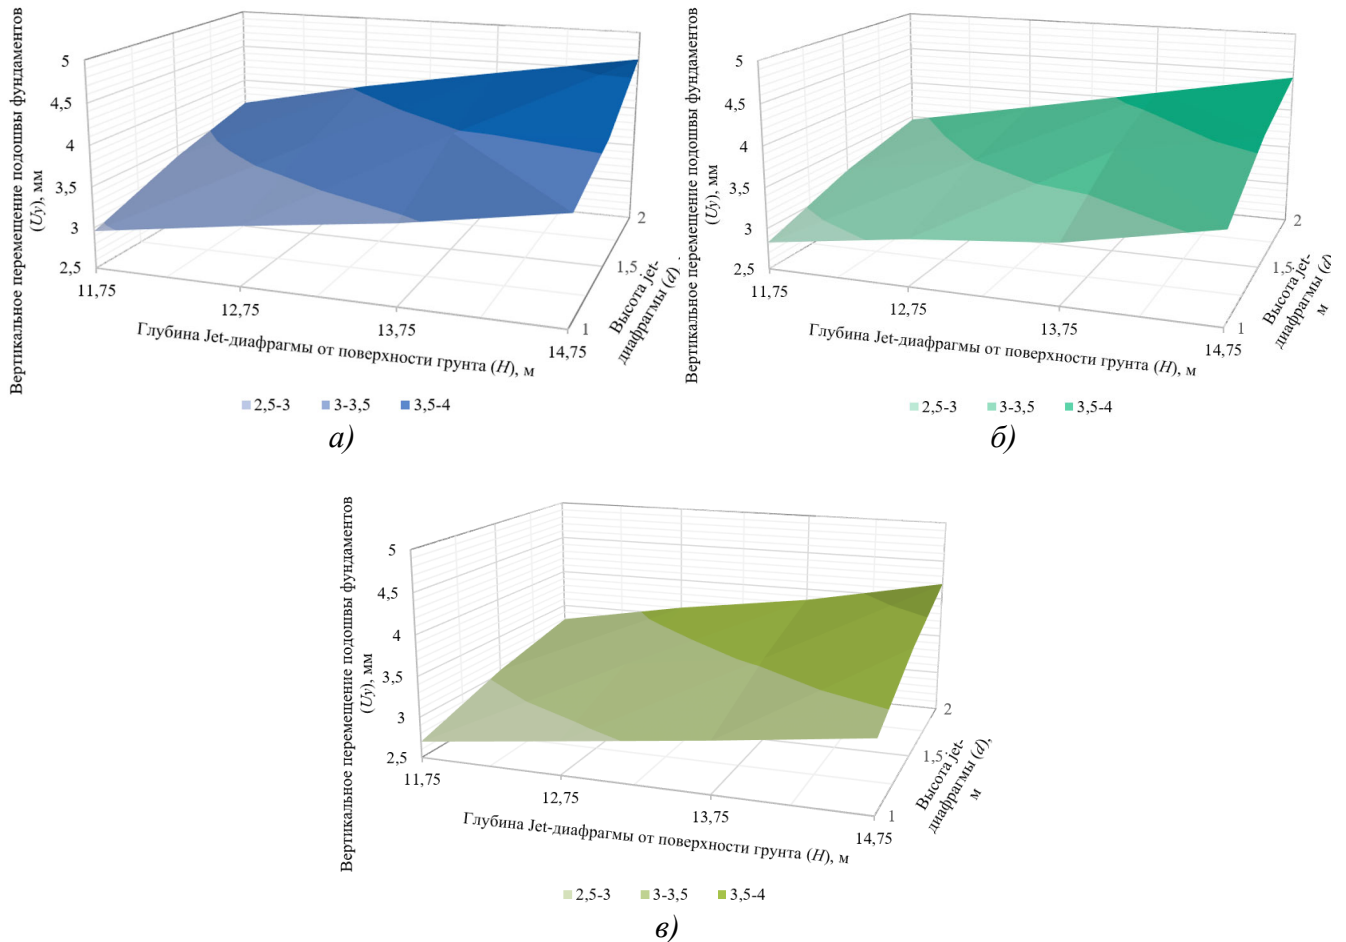 а)
Вертикальное перемещение подошвы фундаментов
(Uy), мм
5
4,5
4
3,5
3
2,5
11,75
12,75
13,75
14,75
Глубина Jet-диафрагмы от поверхности грунта (H), м
2
1,5
1
Высота jet-
диафрагмы (d)
2,5-3
3-3,5
3,5-4
а)
Вертикальное перемещение подошвы фундаментов
(Uy), мм
5
4,5
4
3,5
3
2,5
11,75
12,75
13,75
14,75
Глубина Jet-диафрагмы от поверхности грунта (H), м
2
1,5
1
Высота jet-
диафрагмы (d)
м
2,5-3
3-3,5
3,5-4
б)
Вертикальное перемещение подошвы фундаментов
(Uy), мм
5
4,5
4
3,5
3
2,5
11,75
12,75
13,75
14,75
Глубина Jet-диафрагмы от поверхности грунта (H), м
2
1,5
1
Высота jet-
диафрагмы (d),
м
2,5-3
3-3,5
3,5-4
в)